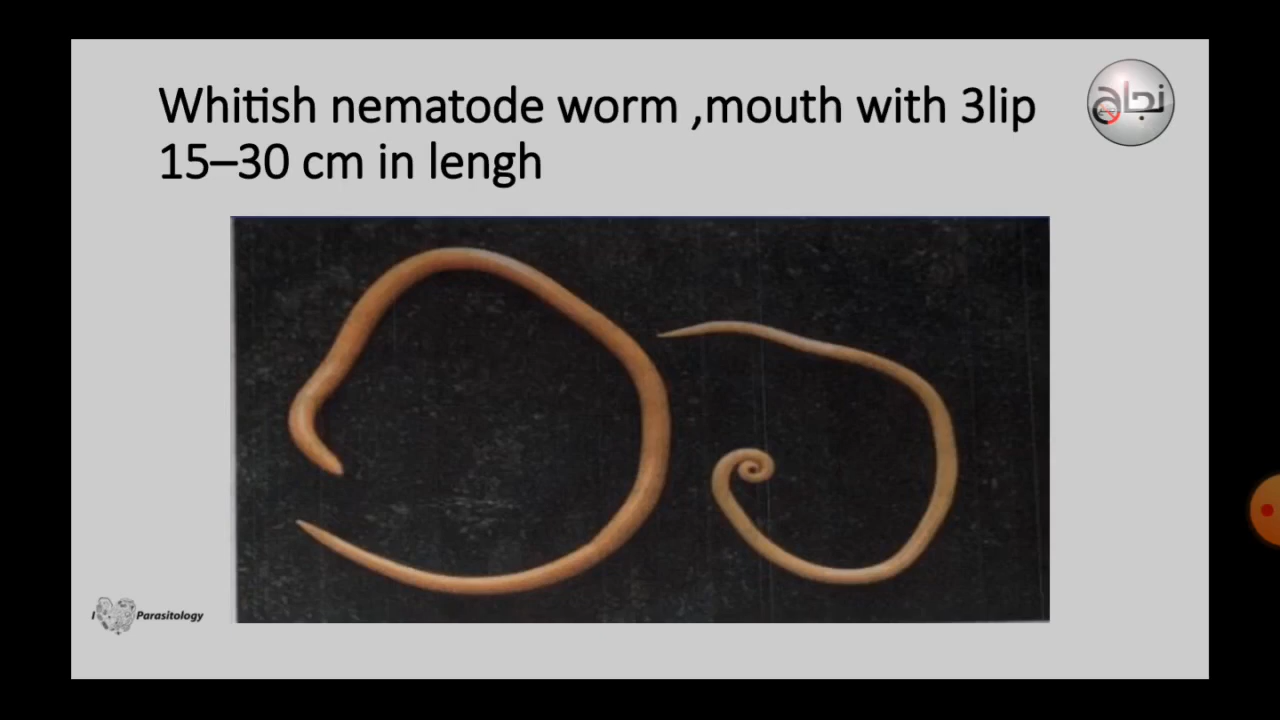 Whitish nematode worm ,mouth with 3lip
15–30 cm in lengh
نجاح
I Parasitology